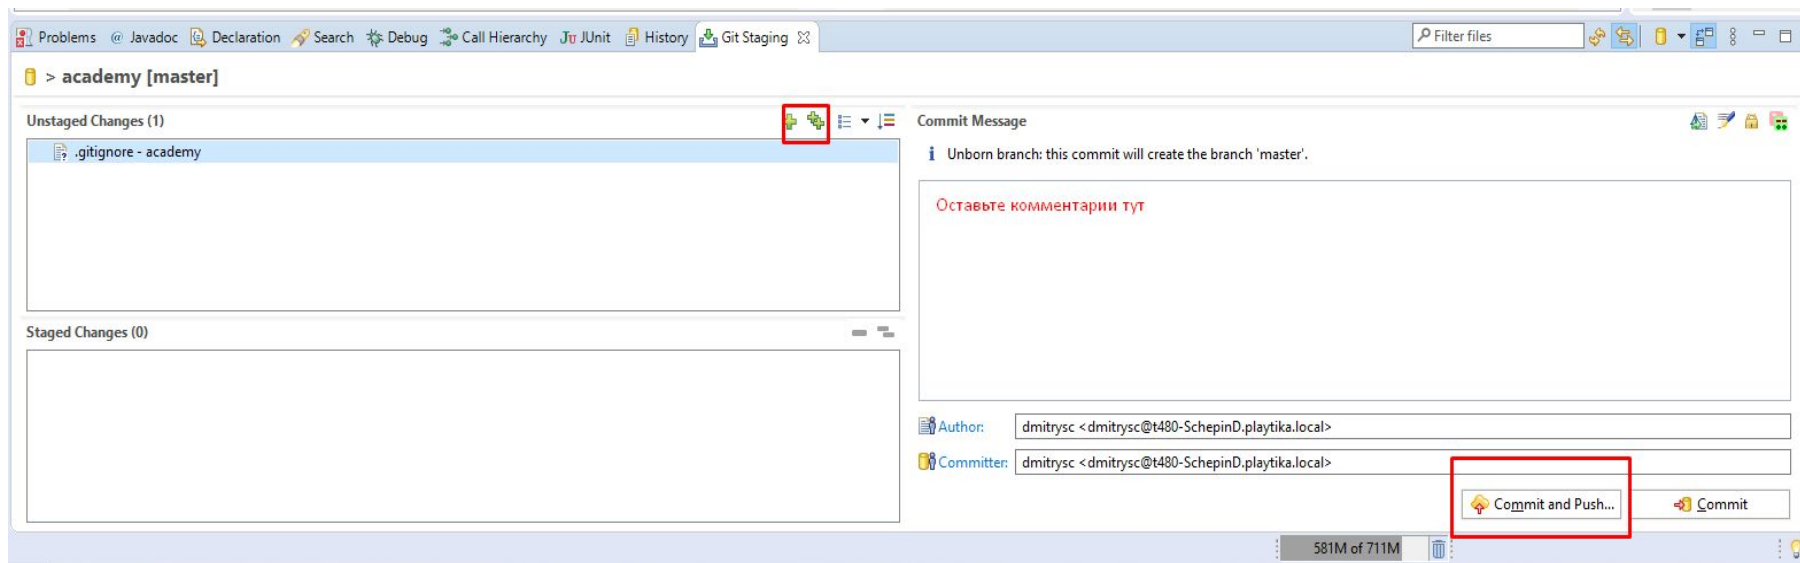 Problems @ Javadoc Declaration Search Debug Call Hierarchy Ju JUnit History Git Staging Filter files
> academy [master]
Unstaged Changes (1)
.gitignore - academy
Staged Changes (0)
Commit Message
Unborn branch: this commit will create the branch 'master'.
Оставьте комментарии тут
Author: dmitrysc <dmitrysc@t480-SchepinD.playtika.local>
Committer: dmitrysc <dmitrysc@t480-SchepinD.playtika.local>
Commit and Push... Commit
581M of 711M